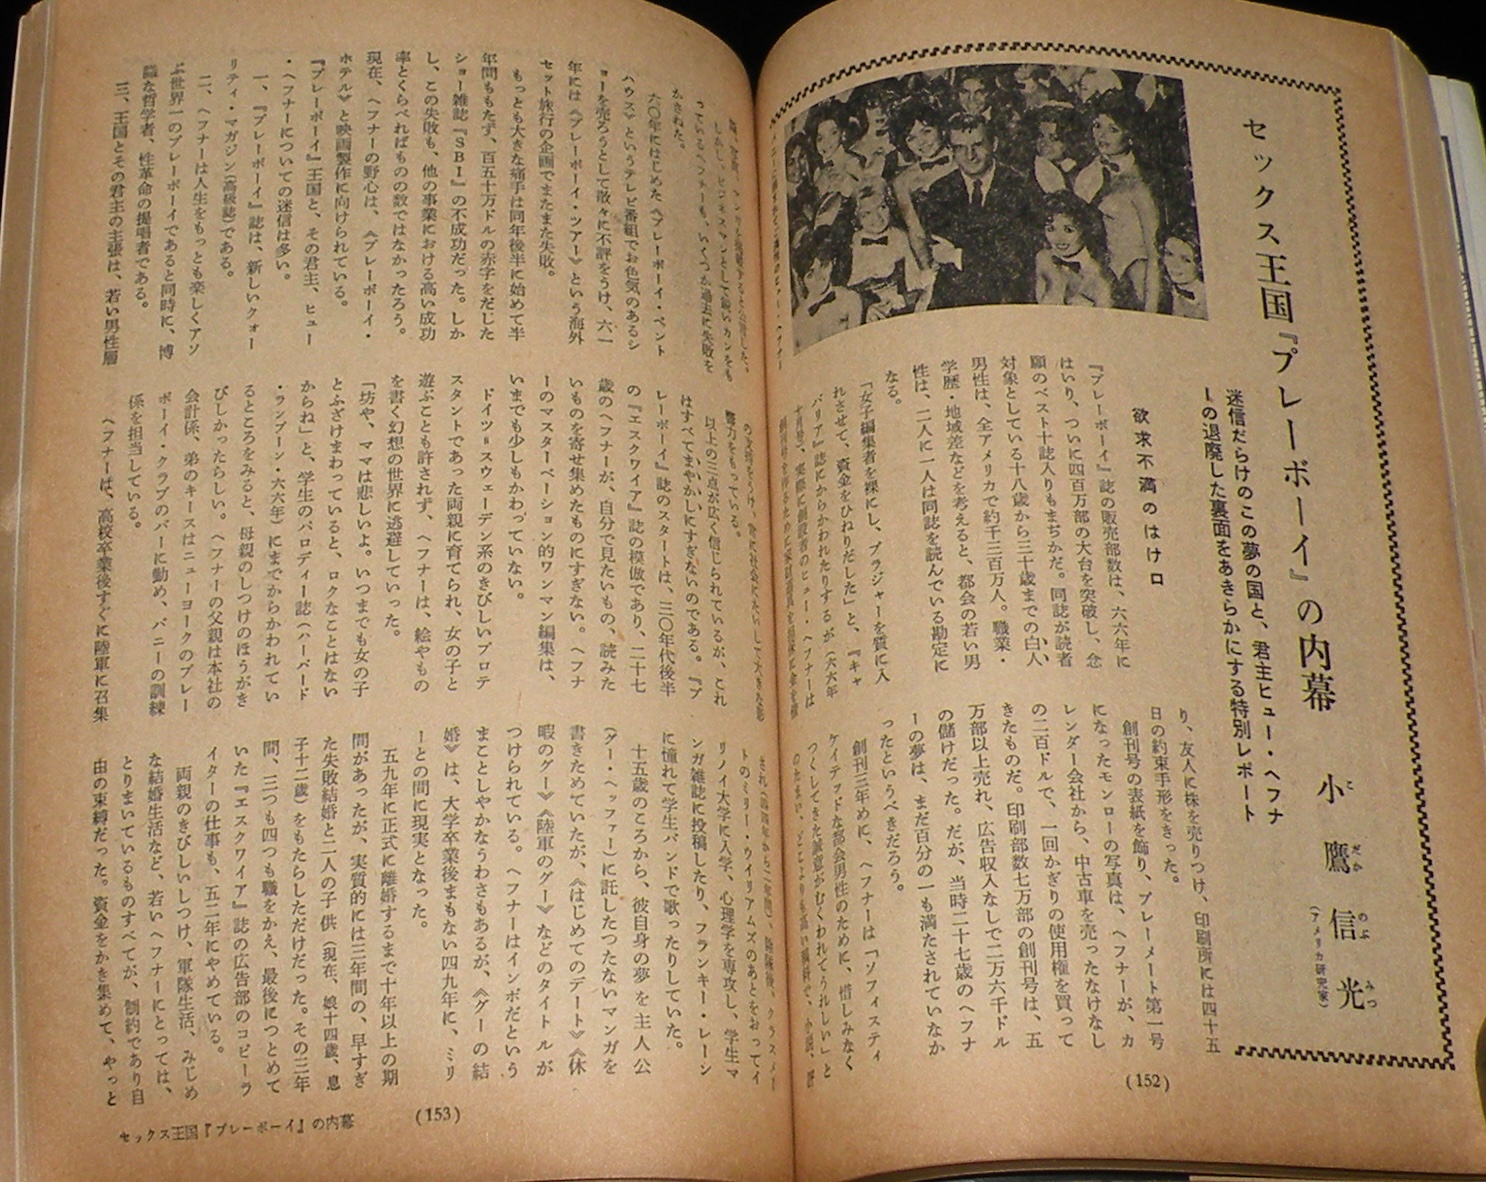 セックス王国『プレーボーイ』の内幕
小鷹信光
こ だか のぶ みつ
(アメリカ研究家)
迷信だらけのこの夢の国と、君主ヒュー・ヘフナ
ーの退廃した裏面をあきらかにする特別レポート
欲求不満のはけ口
『プレーボーイ』誌の販売部数は、六六年に
はいり、ついに四百万部の大台を突破し、念
願のベスト十誌入りもまぢかだ。同誌が読者
対象としている十八歳から三十歳までの白人
男性は、全アメリカで約千三百万人。職業・
学歴・地域差などを考えると、都会の若い男
性は、二人に一人は同誌を読んでいる勘定に
なる。
「女子編集者を裸にし、ブラジャーを質に入
れさせて、資金をひねりだした」と、『キャ
バリア』誌にからかわれたりするが（六六年
り、友人に株を売りつけ、印刷所には四十五
日の約束手形をきった。
創刊号の表紙を飾り、プレーメート第一号
になったモンローの写真は、ヘフナーが、カ
レンダー会社から、中古車を売ったなけなし
の二百ドルで、一回かぎりの使用権を買って
きたものだ。印刷部数七万部の創刊号は、五
万部以上売れ、広告収入なしで二万六千ドル
の儲けだった。だが、当時二十七歳のヘフナ
ーの夢は、まだ百分の一も満たされていなか
ったというべきだろう。
創刊三年めに、ヘフナーは「ソフィスティ
ケイテッドな都会男性のために、惜しみなく
つくしてきた誠意がむくわれてうれしい」と
(152)
っているヘフナーも、いくつか過去に失敗を
かさねた。
六〇年にはじめた《プレーボーイ・ペント
ハウス》というテレビ番組でお色気のあるシ
ョーを売ろうとして散々に不評をうけ、六一
年には《プレーボーイ・ツアー》という海外
セット旅行の企画でまたまた失敗。
もっとも大きな痛手は同年後半に始めて半
年間ももたず、百五十万ドルの赤字をだした
ショー雑誌『SBI』の不成功だった。しか
し、この失敗も、他の事業における高い成功
率とくらべればものの数ではなかったろう。
現在、ヘフナーの野心は、《プレーボーイ・
ホテル》と映画製作に向けられている。
『プレーボーイ』王国と、その君主、ヒュー
・ヘフナーについての迷信は多い。
一、『プレーボーイ』誌は、新しいクォー
リティ・マガジン(高級誌)である。
二、ヘフナーは人生をもっとも楽しくアソ
ぶ世界一のプレーボーイであると同時に、博
識な哲学者、性革命の提唱者である。
三、王国とその君主の主張は、若い男性層
響力をもっている。
以上の三点が広く信じられているが、これ
はすべてまやかしにすぎないのである。『プ
レーボーイ』誌のスタートは、三〇年代後半
の『エスクワイア』誌の模倣であり、二十七
歳のヘフナーが、自分で見たいもの、読みた
いものを寄せ集めたものにすぎない。ヘフナ
ーのマスターベーション的ワンマン編集は、
いまでも少しもかわっていない。
ドイツ＝スウェーデン系のきびしいプロテ
スタントであった両親に育てられ、女の子と
遊ぶことも許されず、ヘフナーは、絵やもの
を書く幻想の世界に逃避していった。
「坊や、ママは悲しいよ。いつまでも女の子
とふざけまわっていると、ロクなことはない
からね」と、学生のパロディー誌（ハーバード
・ランプーン・六六年）にまでからかわれてい
るところをみると、母親のしつけのほうがき
びしかったらしい。ヘフナーの父親は本社の
会計係、弟のキースはニューヨークのプレー
ボーイ・クラブのバーに勤め、バニーの訓練
係を担当している。
ヘフナーは、高校卒業後すぐに陸軍に召集
トのミリー・ウイリアムズのあとをおってイ
リノイ大学に入学、心理学を専攻し、学生マ
ンガ雑誌に投稿したり、フランキー・レーン
に憧れて学生バンドで歌ったりしていた。
十五歳のころから、彼自身の夢を主人公
(グー・ヘッファー)に託したつたないマンガを
書きためていたが、《はじめてのデート》《休
暇のグー》《陸軍のグー》などのタイトルが
つけられている。ヘフナーはインポだという
まことしやかなうわさもあるが、《グーの結
婚》は、大学卒業後まもない四九年に、ミリ
ーとの間に現実となった。
五九年に正式に離婚するまで十年以上の期
間があったが、実質的には三年間の、早すぎ
た失敗結婚と二人の子供（現在、娘十四歳、息
子十二歳）をもたらしただけだった。その三年
間、三つも四つも職をかえ、最後につとめて
いた『エスクワイア』誌の広告部のコピーラ
イターの仕事も、五二年にやめている。
両親のきびしいしつけ、軍隊生活、みじめ
な結婚生活など、若いヘフナーにとっては、
とりまいているものすべてが、制約であり自
由の束縛だった。資金をかき集めて、やっと
(153)
セックス王国『プレーボーイ』の内幕